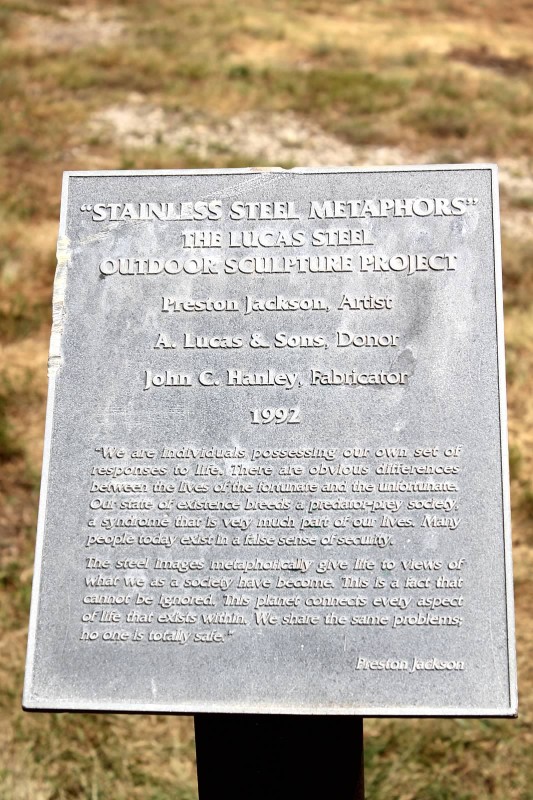 "STAINLESS STEEL METAPHORS"
THE LUCAS STEEL
OUTDOOR SCULPTURE PROJECT
Preston Jackson, Artist
A. Lucas & Sons, Donor
John C. Hanley, Fabricator
1992
"We are individuals possessing our own set of
responses to life. There are obvious differences
between the lives of the fortunate and the unfortunate.
Our state of existence breeds a predator-prey society,
a syndrome that is very much part of our lives. Many
people today exist in a false sense of security.
The steel images metaphorically give life to views of
what we as a society have become. This is a fact that
cannot be ignored. This planet connects every aspect
of life that exists within. We share the same problems;
no one is totally safe."
Preston Jackson